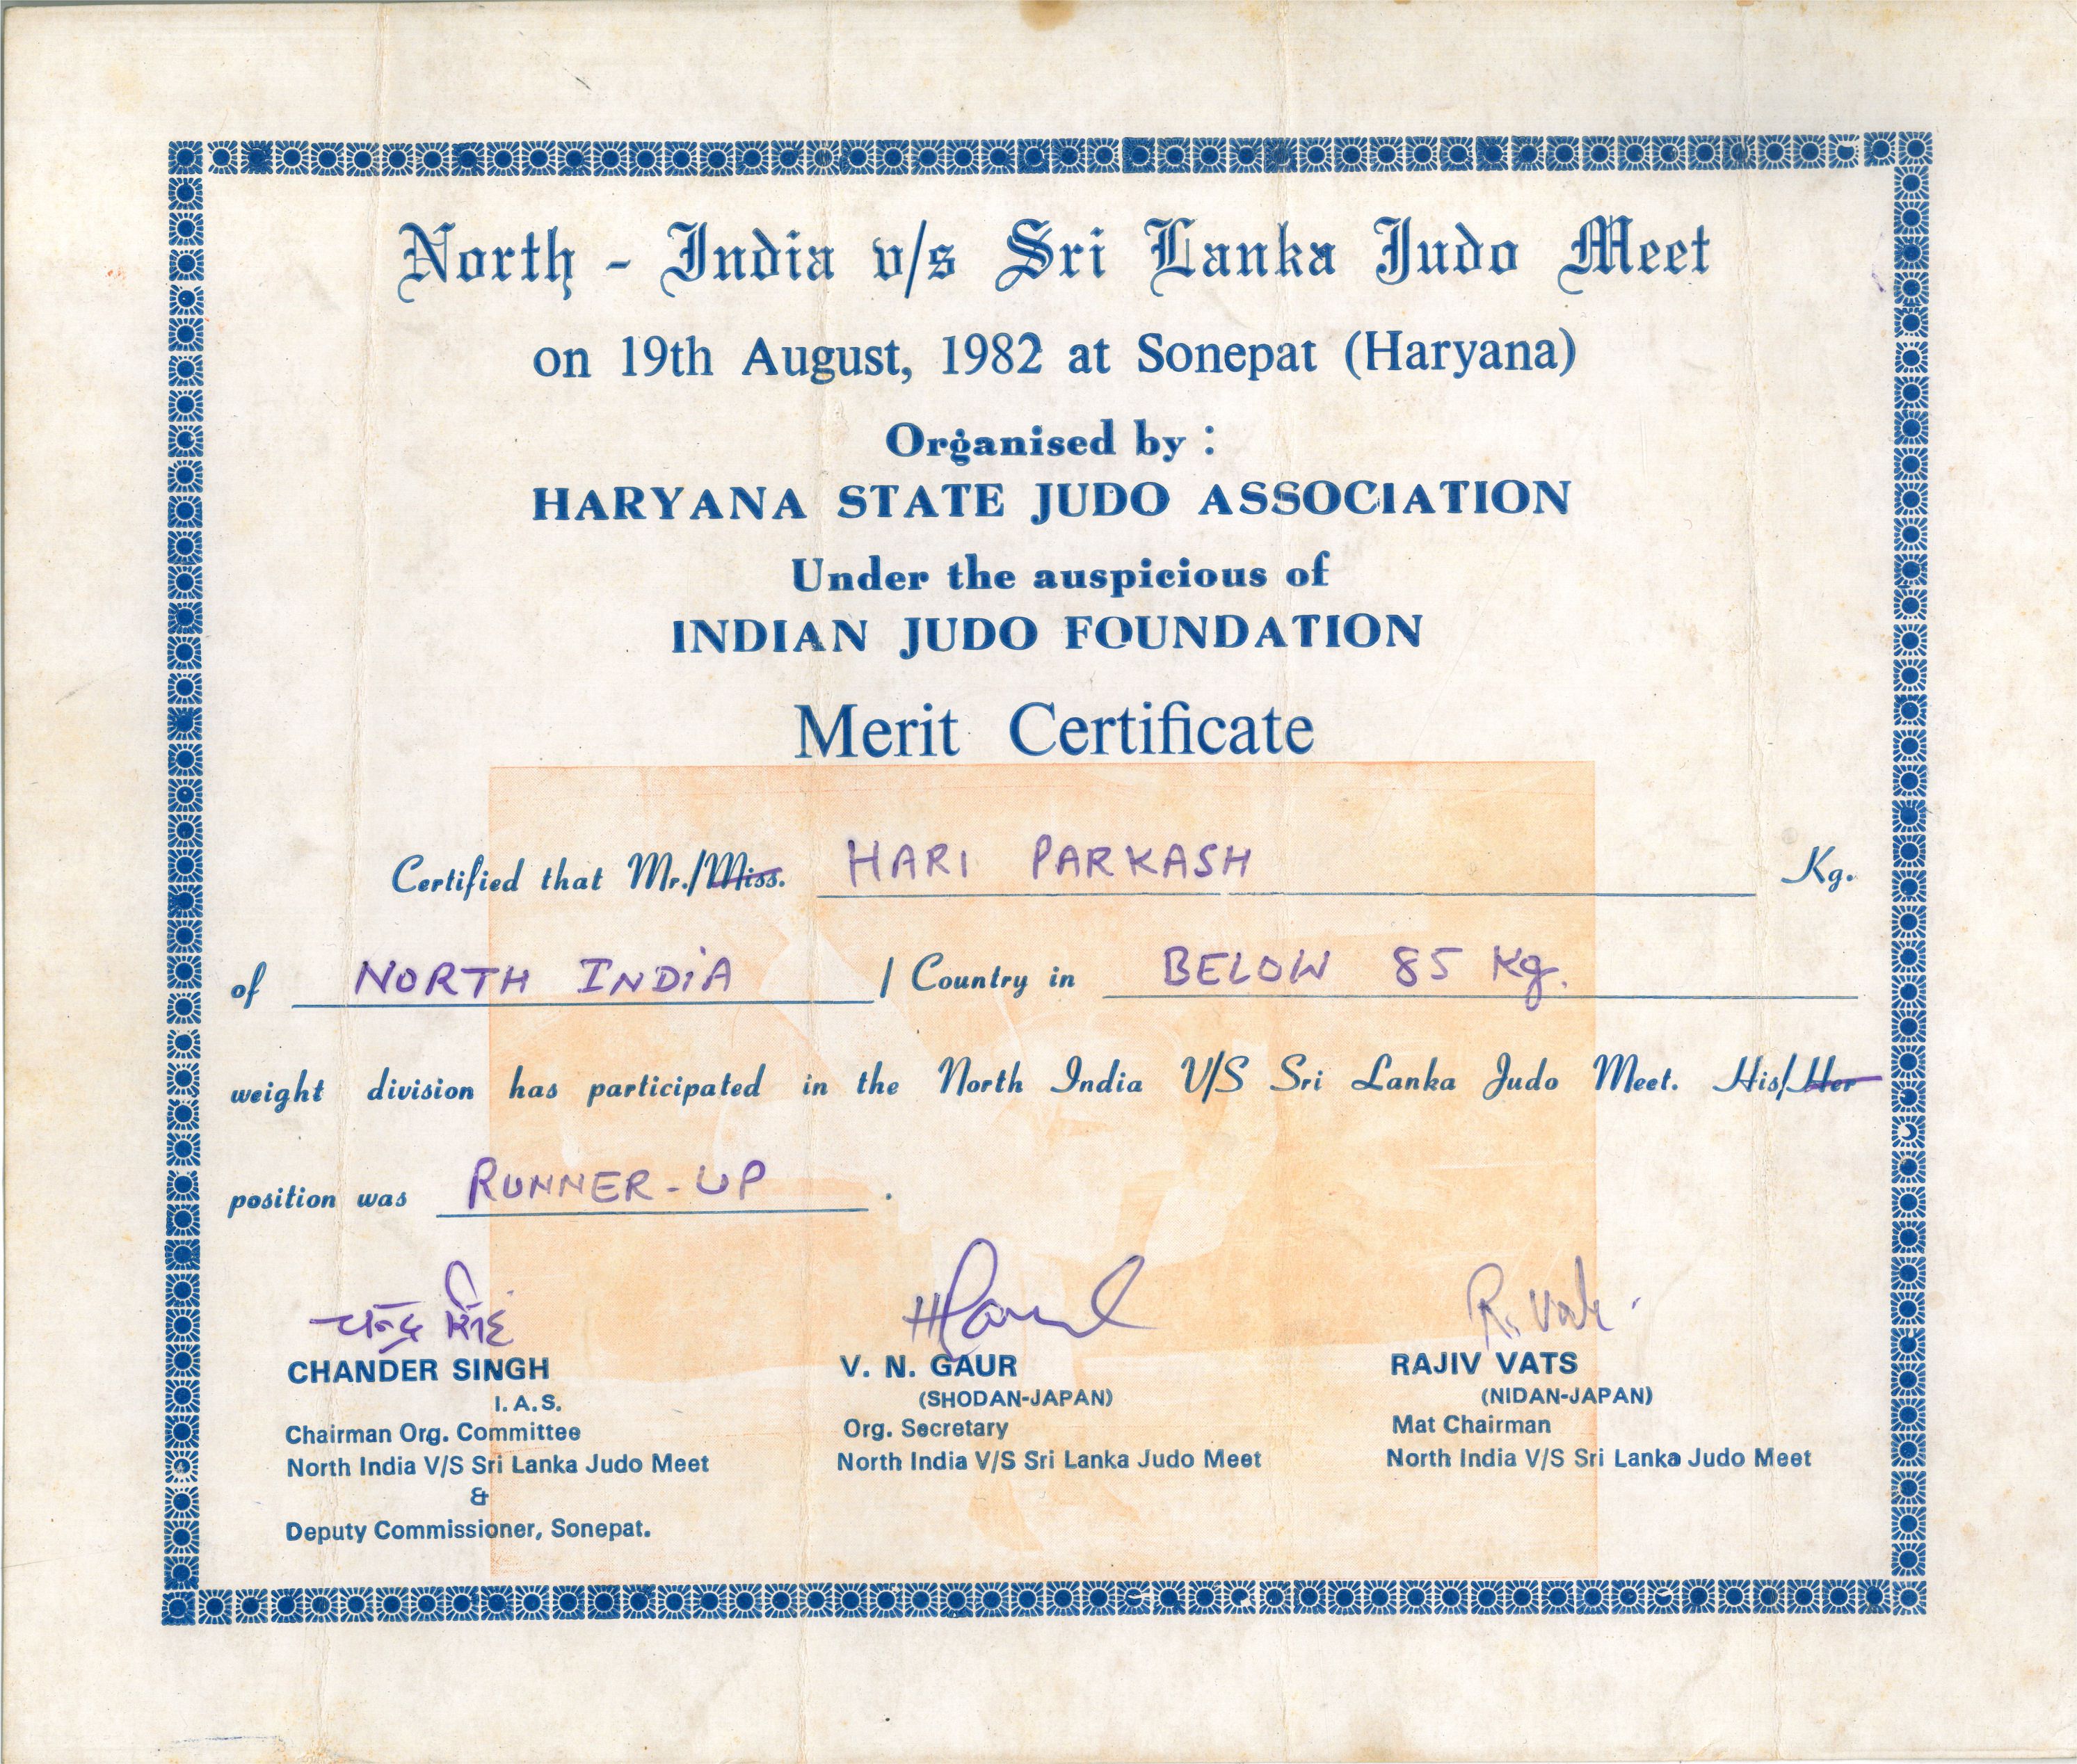 North - India v/s Sri Lanka Judo Meet
on 19th August, 1982 at Sonepat (Haryana)
Organised by :
HARYANA STATE JUDO ASSOCIATION
Under the auspicious of
INDIAN JUDO FOUNDATION
Merit Certificate
Certified that Mr./Miss. HARI PARKASH Kg.
of NORTH INDIA / Country in BELOW 85 Kg.
weight division has participated in the North India V/S Sri Lanka Judo Meet. His/Her
position was RUNNER-UP .
चन्द्र सिंह R. Vats
CHANDER SINGH V. N. GAUR RAJIV VATS
I. A. S. (SHODAN-JAPAN) (NIDAN-JAPAN)
Chairman Org. Committee Org. Secretary Mat Chairman
North India V/S Sri Lanka Judo Meet North India V/S Sri Lanka Judo Meet North India V/S Sri Lanka Judo Meet
&
Deputy Commissioner, Sonepat.